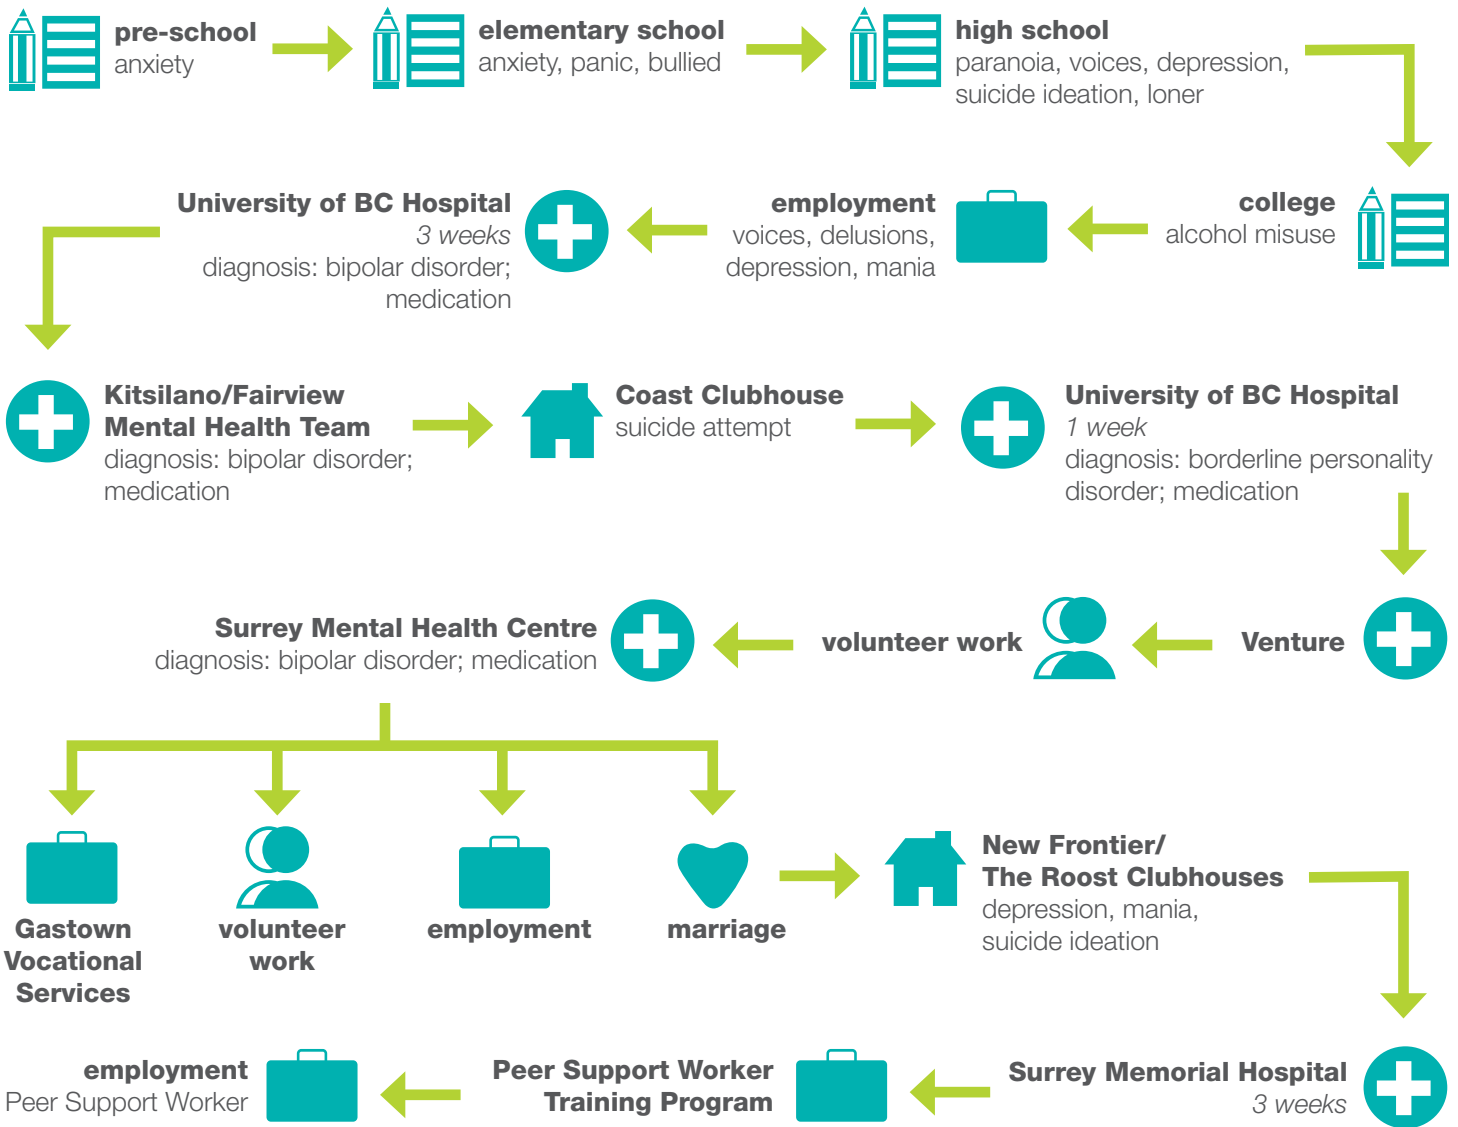 pre-school
anxiety
elementary school
anxiety, panic, bullied
high school
paranoia, voices, depression,
suicide ideation, loner
college
alcohol misuse
employment
voices, delusions,
depression, mania
University of BC Hospital
3 weeks
diagnosis: bipolar disorder;
medication
Kitsilano/Fairview
Mental Health Team
diagnosis: bipolar disorder;
medication
Coast Clubhouse
suicide attempt
University of BC Hospital
1 week
diagnosis: borderline personality
disorder; medication
Venture
volunteer work
Surrey Mental Health Centre
diagnosis: bipolar disorder; medication
Gastown
Vocational
Services
volunteer
work
employment
marriage
New Frontier/
The Roost Clubhouses
depression, mania,
suicide ideation
Surrey Memorial Hospital
3 weeks
Peer Support Worker
Training Program
employment
Peer Support Worker